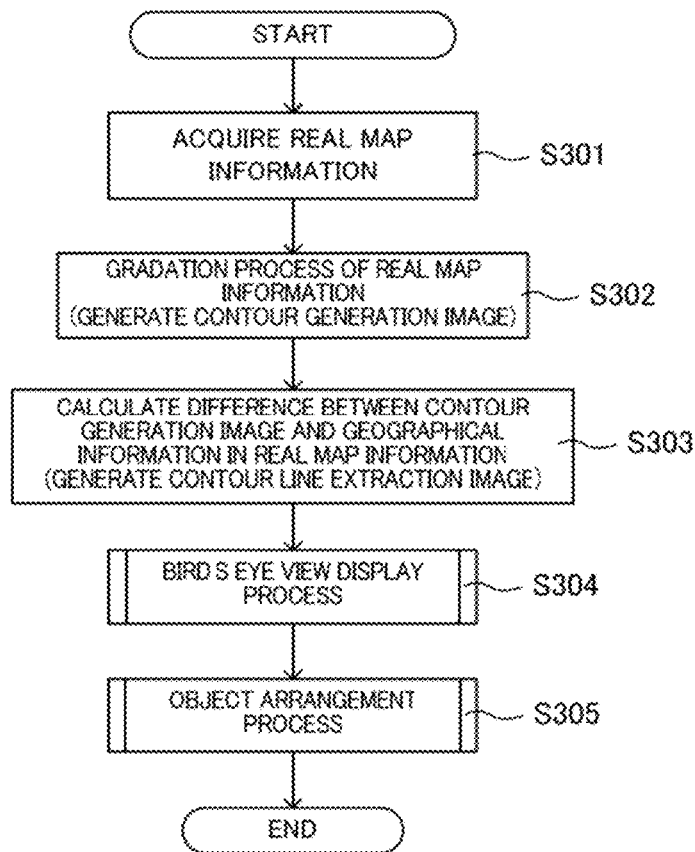 START
ACQUIRE REAL MAP
INFORMATION
S301
GRADATION PROCESS OF REAL MAP
INFORMATION
(GENERATE CONTOUR GENERATION IMAGE)
S302
CALCULATE DIFFERENCE BETWEEN CONTOUR
GENERATION IMAGE AND GEOGRAPHICAL
INFORMATION IN REAL MAP INFORMATION
(GENERATE CONTOUR LINE EXTRACTION IMAGE)
S303
BIRD S EYE VIEW DISPLAY
PROCESS
S304
OBJECT ARRANGEMENT
PROCESS
S305
END